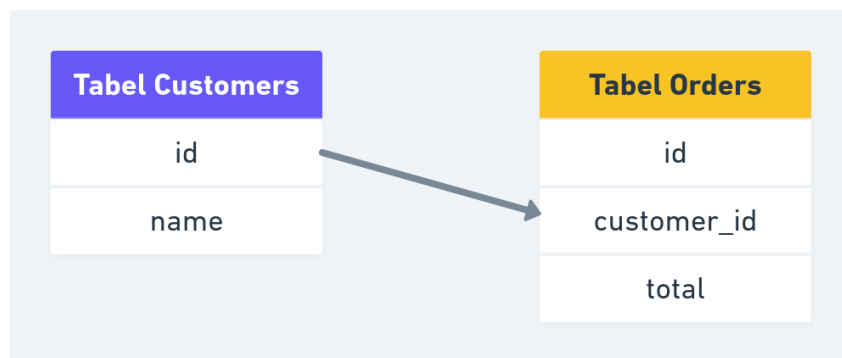 Tabel Customers
id
name
Tabel Orders
id
customer_id
total